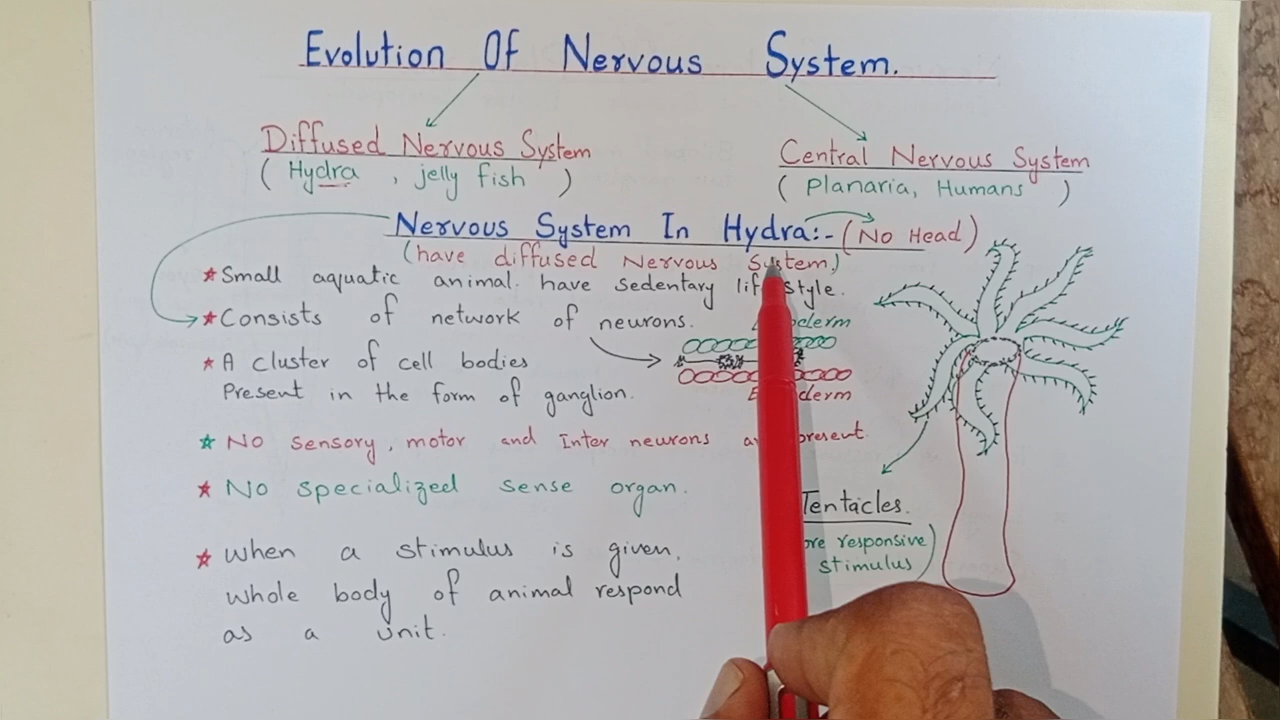 Evolution Of Nervous System.
Diffused Nervous System
(Hydra, jelly fish)
Central Nervous System
(Planaria, Humans)
Nervous System In Hydra:- (No Head)
(have diffused Nervous System)
* Small aquatic animal. have sedentary style.
* Consists of network of neurons.
* A cluster of cell bodies
Present in the form of ganglion.
* No sensory, motor and Inter neurons present.
* No specialized sense organ.
* When a stimulus is given,
whole body of animal respond
as a unit.
Tentacles.
responsive
stimulus)